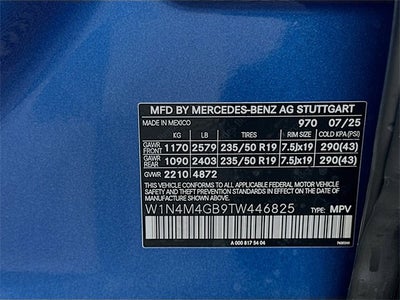 MFD BY MERCEDES-BENZ AG STUTTGART
MADE IN MEXICO 970 07/25
KG LB TIRES RIM SIZE COLD KPA(PSI)
GAWR FRONT 1170 2579 235/50 R19 7.5Jx19 290(43)
GAWR REAR 1090 2403 235/50 R19 7.5Jx19 290(43)
GVWR 2210 4872
THIS VEHICLE CONFORMS TO ALL APPLICABLE FEDERAL MOTOR
VEHICLE SAFETY AND THEFT PREVENTION STANDARDS IN
EFFECT ON THE DATE OF MANUFACTURE SHOWN ABOVE.
W1N4M4GB9TW446825 TYPE: MPV
A 000 817 54 04